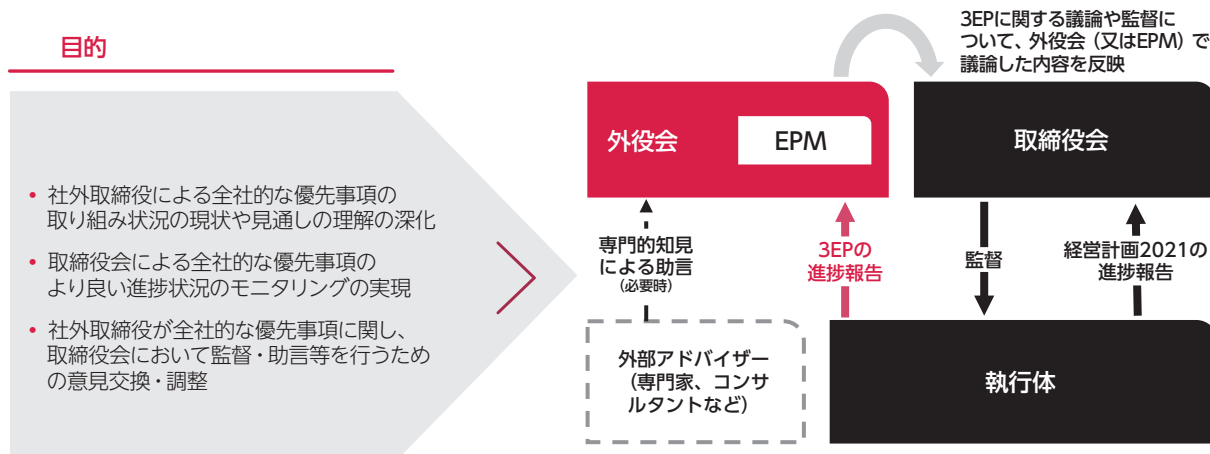 目的
• 社外取締役による全社的な優先事項の
取り組み状況の現状や見通しの理解の深化
• 取締役会による全社的な優先事項の
より良い進捗状況のモニタリングの実現
• 社外取締役が全社的な優先事項に関し、
取締役会において監督・助言等を行うため
の意見交換・調整
3EPに関する議論や監督に
ついて、外役会（又はEPM）で
議論した内容を反映
外役会
EPM
取締役会
専門的知見
による助言
（必要時）
3EPの
進捗報告
監督
経営計画2021の
進捗報告
外部アドバイザー
（専門家、コンサ
ルタントなど）
執行体